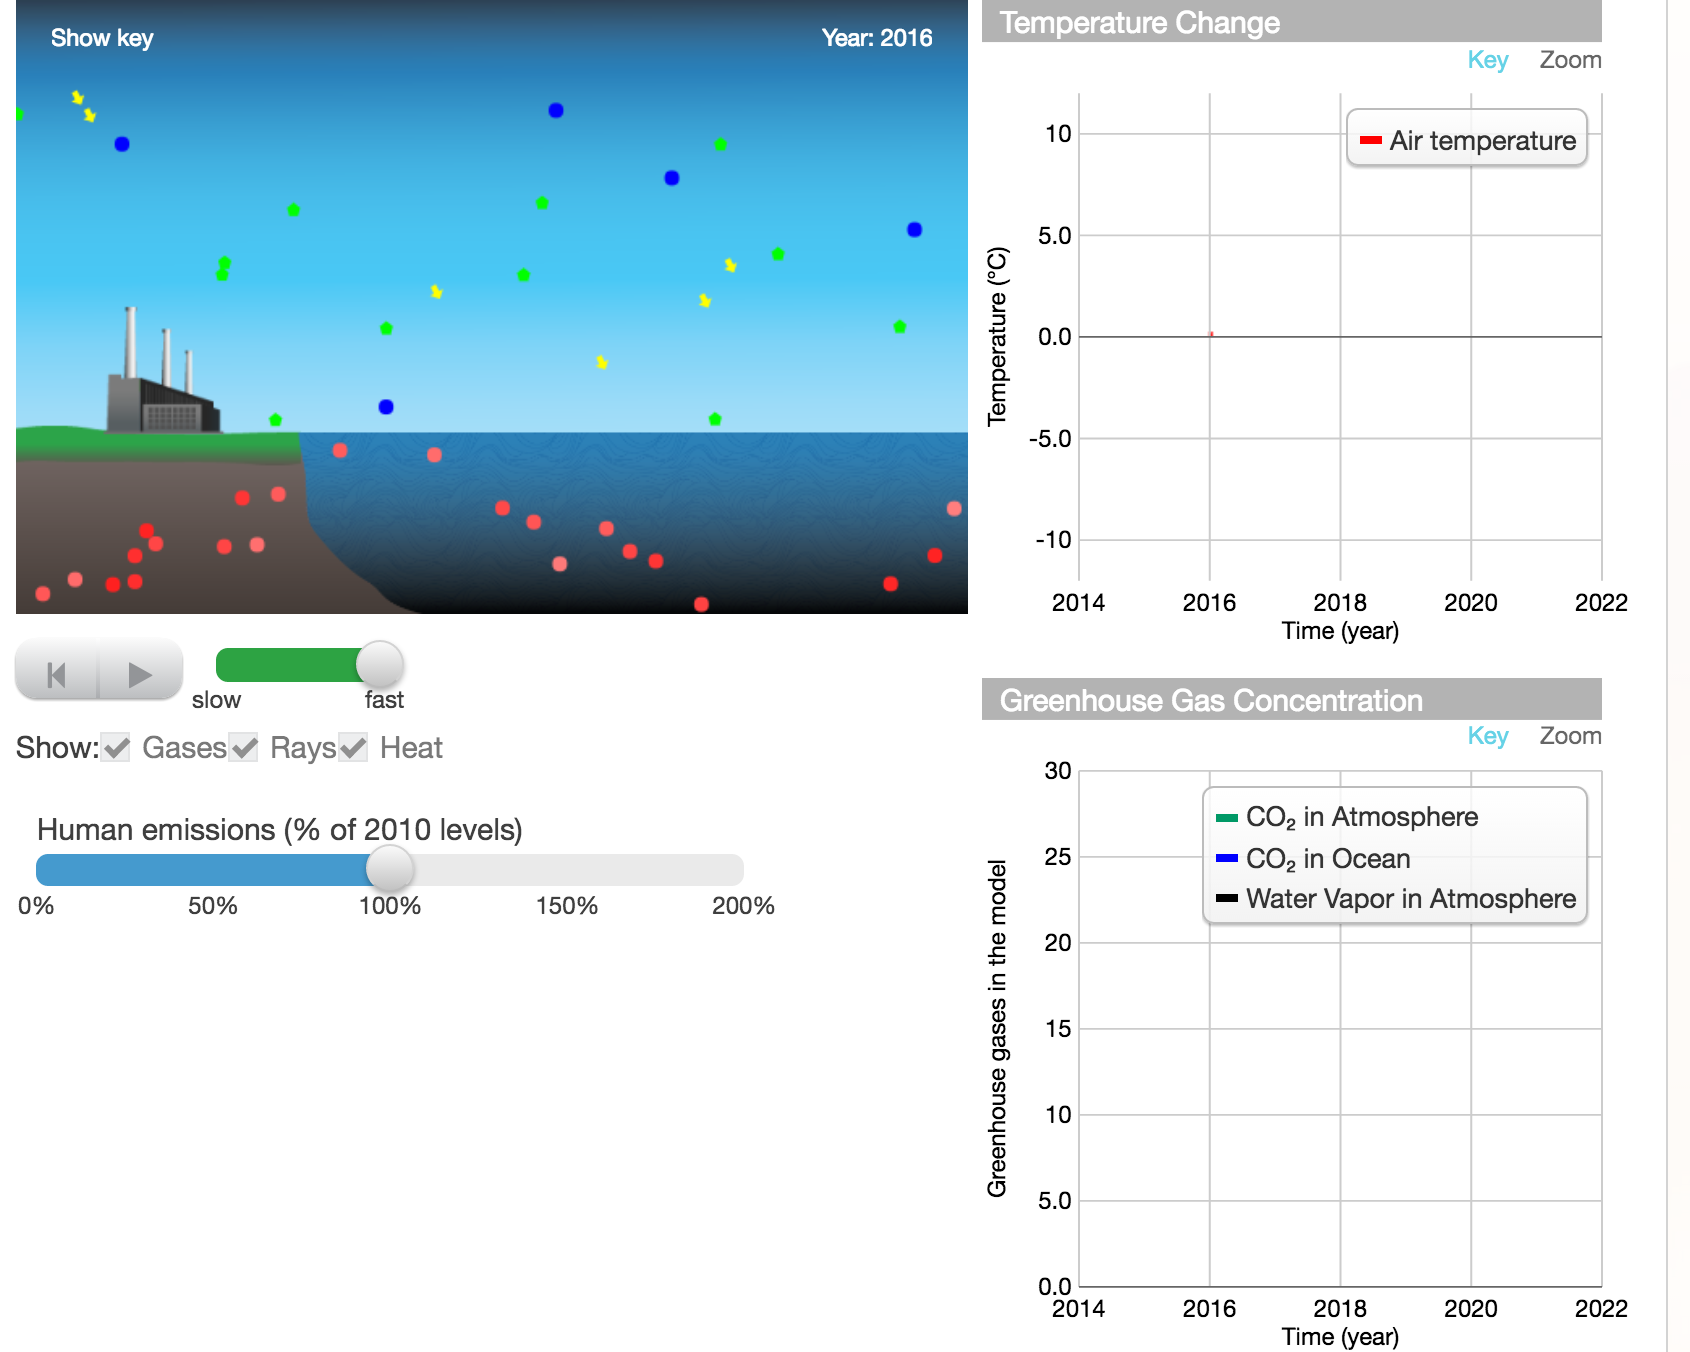 Show key
Year: 2016
slow
fast
Show: Gases Rays Heat
Human emissions (% of 2010 levels)
0% 50% 100% 150% 200%
Temperature Change
Key Zoom
Air temperature
Temperature (°C)
10
5.0
0.0
-5.0
-10
2014 2016 2018 2020 2022
Time (year)
Greenhouse Gas Concentration
Key Zoom
CO₂ in Atmosphere
CO₂ in Ocean
Water Vapor in Atmosphere
Greenhouse gases in the model
30
25
20
15
10
5.0
0.0
2014 2016 2018 2020 2022
Time (year)